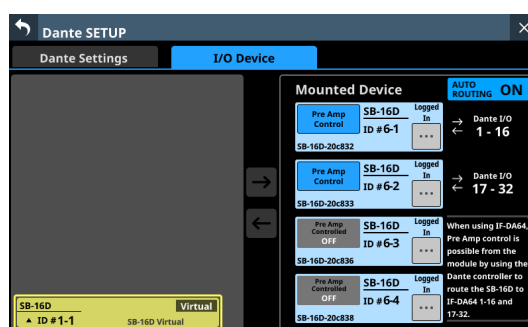 Dante SETUP
Dante Settings
I/O Device
Mounted Device
AUTO ROUTING ON
Pre Amp Control
SB-16D
ID # 6-1
Logged In
...
SB-16D-20c832
→ Dante I/O
← 1 - 16
Pre Amp Control
SB-16D
ID # 6-2
Logged In
...
SB-16D-20c833
→ Dante I/O
← 17 - 32
Pre Amp Controlled
OFF
SB-16D
ID # 6-3
Logged In
...
SB-16D-20c836
Pre Amp Controlled
OFF
SB-16D
ID # 6-4
Logged In
...
SB-16D-20c838
When using IF-DA64,
Pre Amp control is
possible from the
module by using the
Dante controller to
route the SB-16D to
IF-DA64 1-16 and
17-32.
SB-16D
Virtual
▲ ID # 1-1
SB-16D Virtual